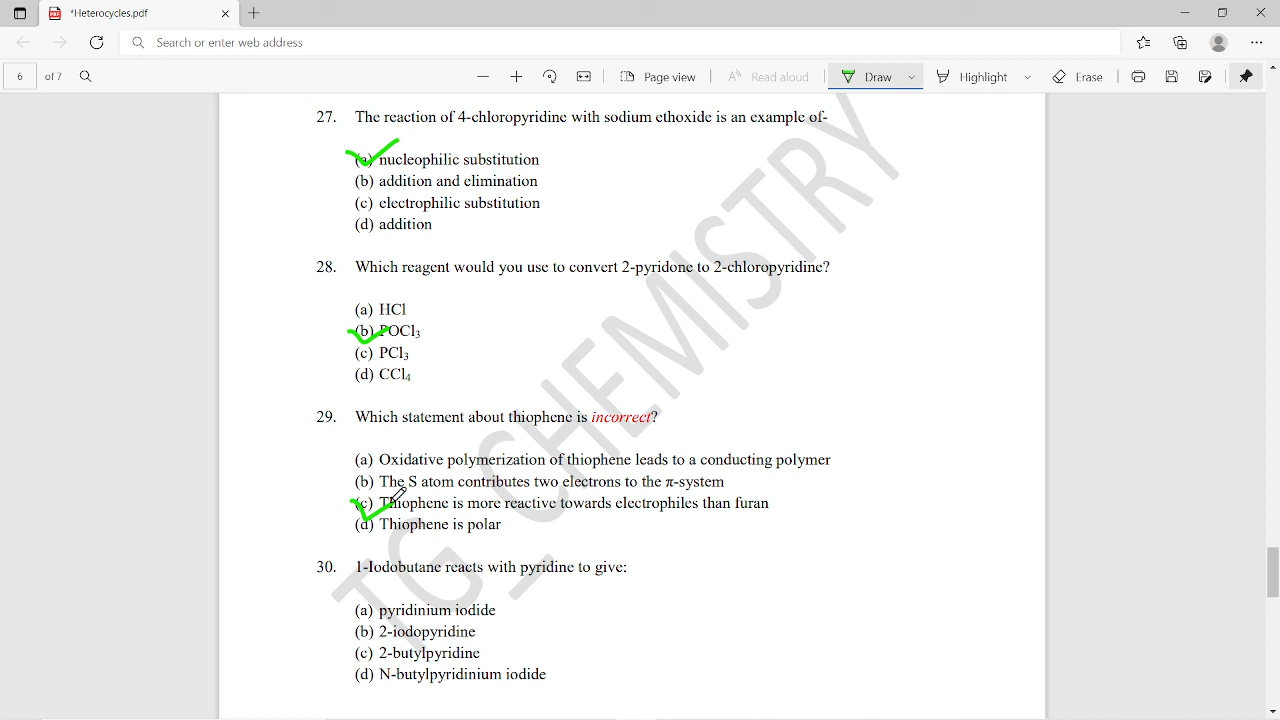 *Heterocycles.pdf
Search or enter web address
6 of 7 Page view Read aloud Draw Highlight Erase
27. The reaction of 4-chloropyridine with sodium ethoxide is an example of-
(a) nucleophilic substitution
(b) addition and elimination
(c) electrophilic substitution
(d) addition
28. Which reagent would you use to convert 2-pyridone to 2-chloropyridine?
(a) HCl
(b) POCl₃
(c) PCl₃
(d) CCl₄
29. Which statement about thiophene is incorrect?
(a) Oxidative polymerization of thiophene leads to a conducting polymer
(b) The S atom contributes two electrons to the π-system
(c) Thiophene is more reactive towards electrophiles than furan
(d) Thiophene is polar
30. 1-Iodobutane reacts with pyridine to give:
(a) pyridinium iodide
(b) 2-iodopyridine
(c) 2-butylpyridine
(d) N-butylpyridinium iodide
TG_CHEMISTRY